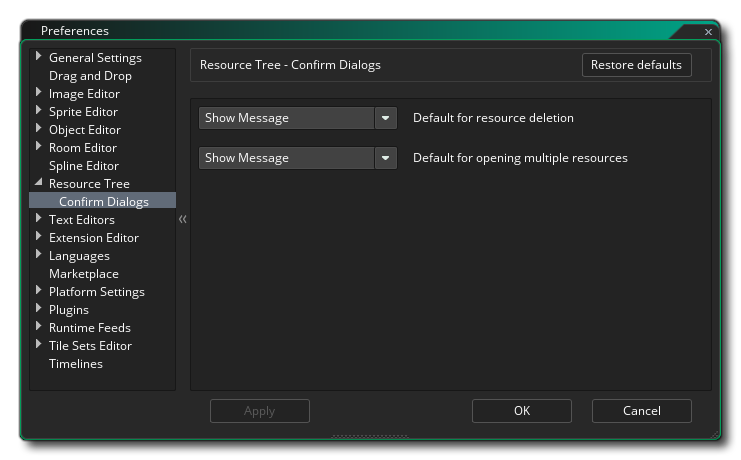 Preferences
General Settings
Drag and Drop
Image Editor
Sprite Editor
Object Editor
Room Editor
Spline Editor
Resource Tree
Confirm Dialogs
Text Editors
Extension Editor
Languages
Marketplace
Platform Settings
Plugins
Runtime Feeds
Tile Sets Editor
Timelines
Resource Tree - Confirm Dialogs
Restore defaults
Show Message
Default for resource deletion
Show Message
Default for opening multiple resources
Apply
OK
Cancel